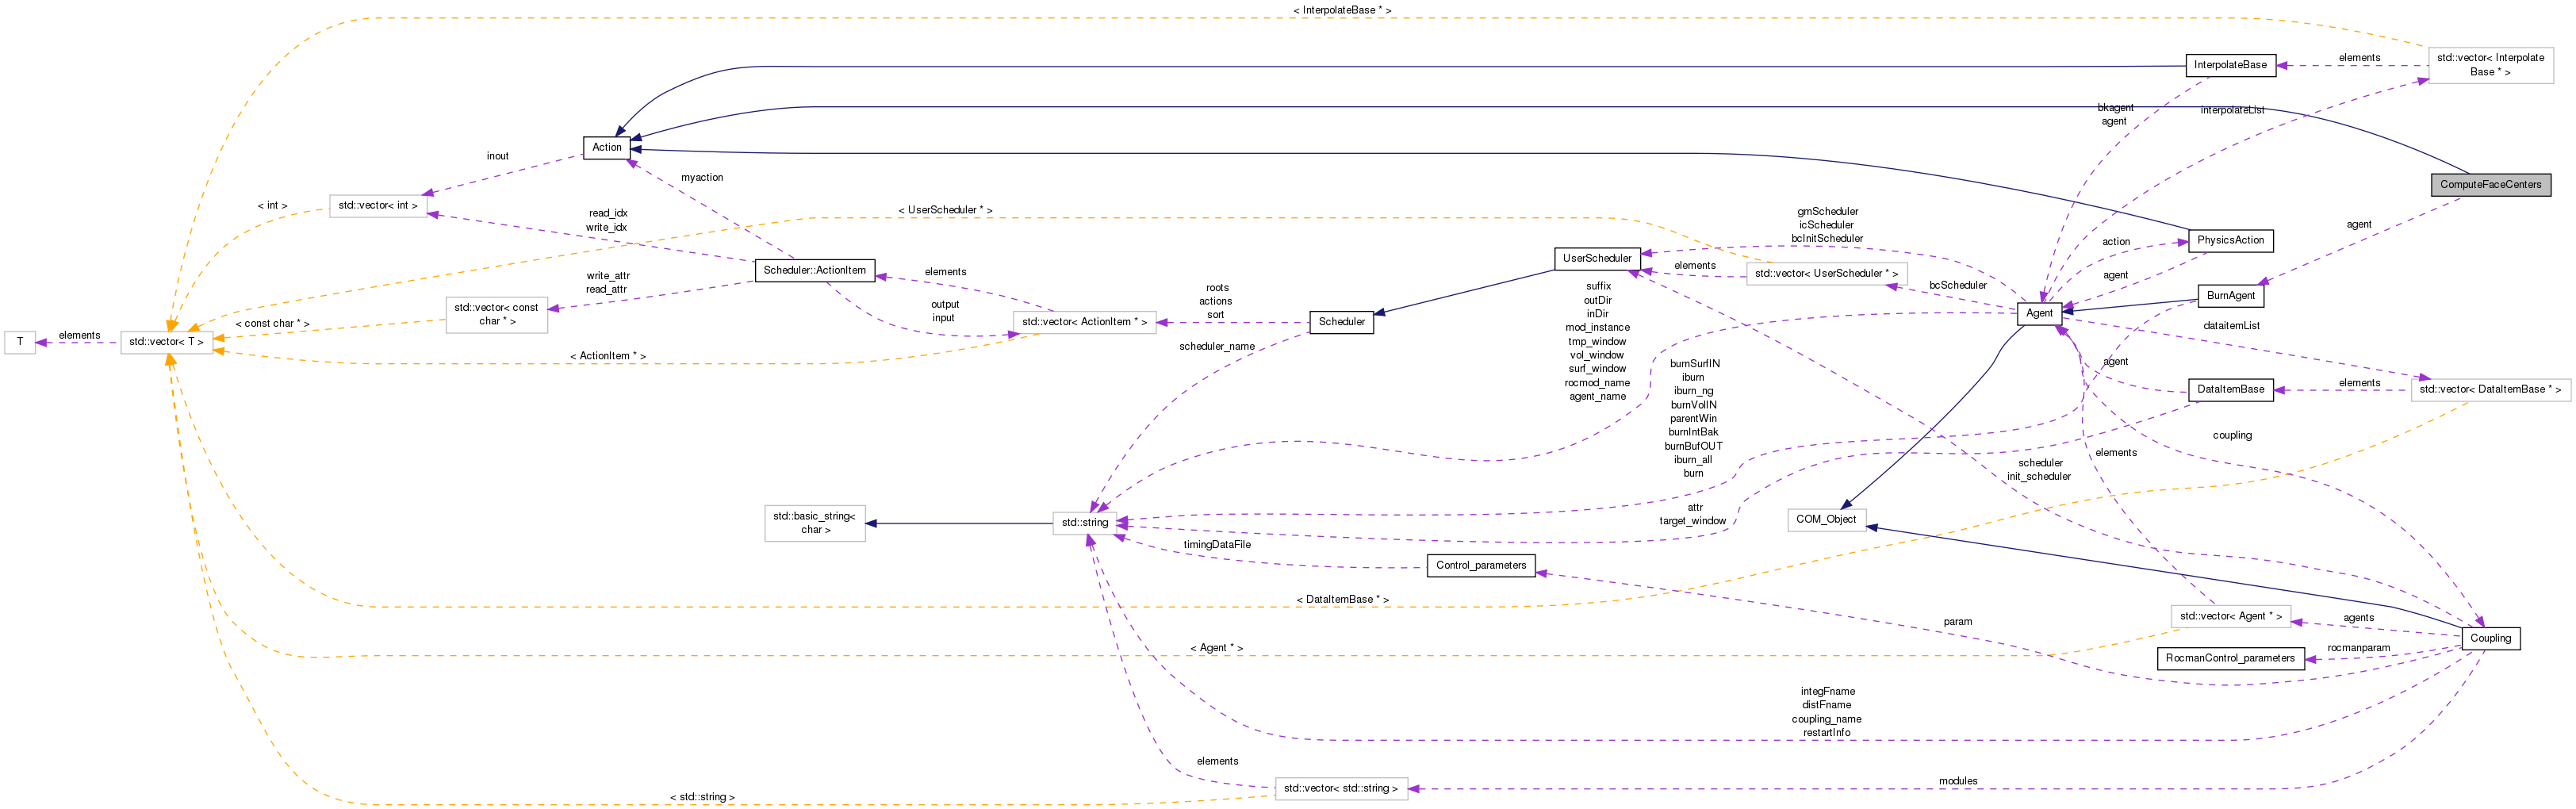 < InterpolateBase * >
std::vector< Interpolate
Base * >
elements
InterpolateBase
bkagent
agent
interpolateList
Action
inout
myaction
ComputeFaceCenters
std::vector< int >
< int >
read_idx
write_idx
< UserScheduler * >
gmScheduler
icScheduler
bcInitScheduler
agent
action
PhysicsAction
agent
UserScheduler
elements
std::vector< UserScheduler * >
bcScheduler
Scheduler::ActionItem
elements
write_attr
read_attr
BurnAgent
Agent
std::vector< const
char * >
< const char * >
output
input
roots
actions
sort
std::vector< ActionItem * >
Scheduler
suffix
outDir
inDir
mod_instance
tmp_window
vol_window
surf_window
rocmod_name
agent_name
dataitemList
T
elements
std::vector< T >
< ActionItem * >
scheduler_name
burnSurfIN
iburn
iburn_ng
burnVolIN
parentWin
burnIntBak
burnBufOUT
iburn_all
burn
agent
DataItemBase
elements
std::vector< DataItemBase * >
coupling
elements
scheduler
init_scheduler
std::basic_string<
char >
std::string
attr
target_window
COM_Object
timingDataFile
Control_parameters
< DataItemBase * >
param
std::vector< Agent * >
agents
Coupling
< Agent * >
RocmanControl_parameters
rocmanparam
integFname
distFname
coupling_name
restartInfo
elements
std::vector< std::string >
modules
< std::string >